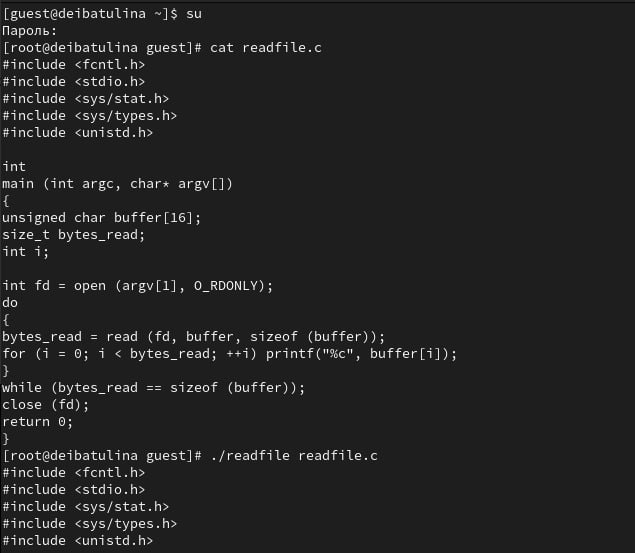 [guest@deibatulina ~]$ su
Пароль:
[root@deibatulina guest]# cat readfile.c
#include <fcntl.h>
#include <stdio.h>
#include <sys/stat.h>
#include <sys/types.h>
#include <unistd.h>
int
main (int argc, char* argv[])
{
unsigned char buffer[16];
size_t bytes_read;
int i;
int fd = open (argv[1], O_RDONLY);
do
{
bytes_read = read (fd, buffer, sizeof (buffer));
for (i = 0; i < bytes_read; ++i) printf("%c", buffer[i]);
}
while (bytes_read == sizeof (buffer));
close (fd);
return 0;
}
[root@deibatulina guest]# ./readfile readfile.c
#include <fcntl.h>
#include <stdio.h>
#include <sys/stat.h>
#include <sys/types.h>
#include <unistd.h>